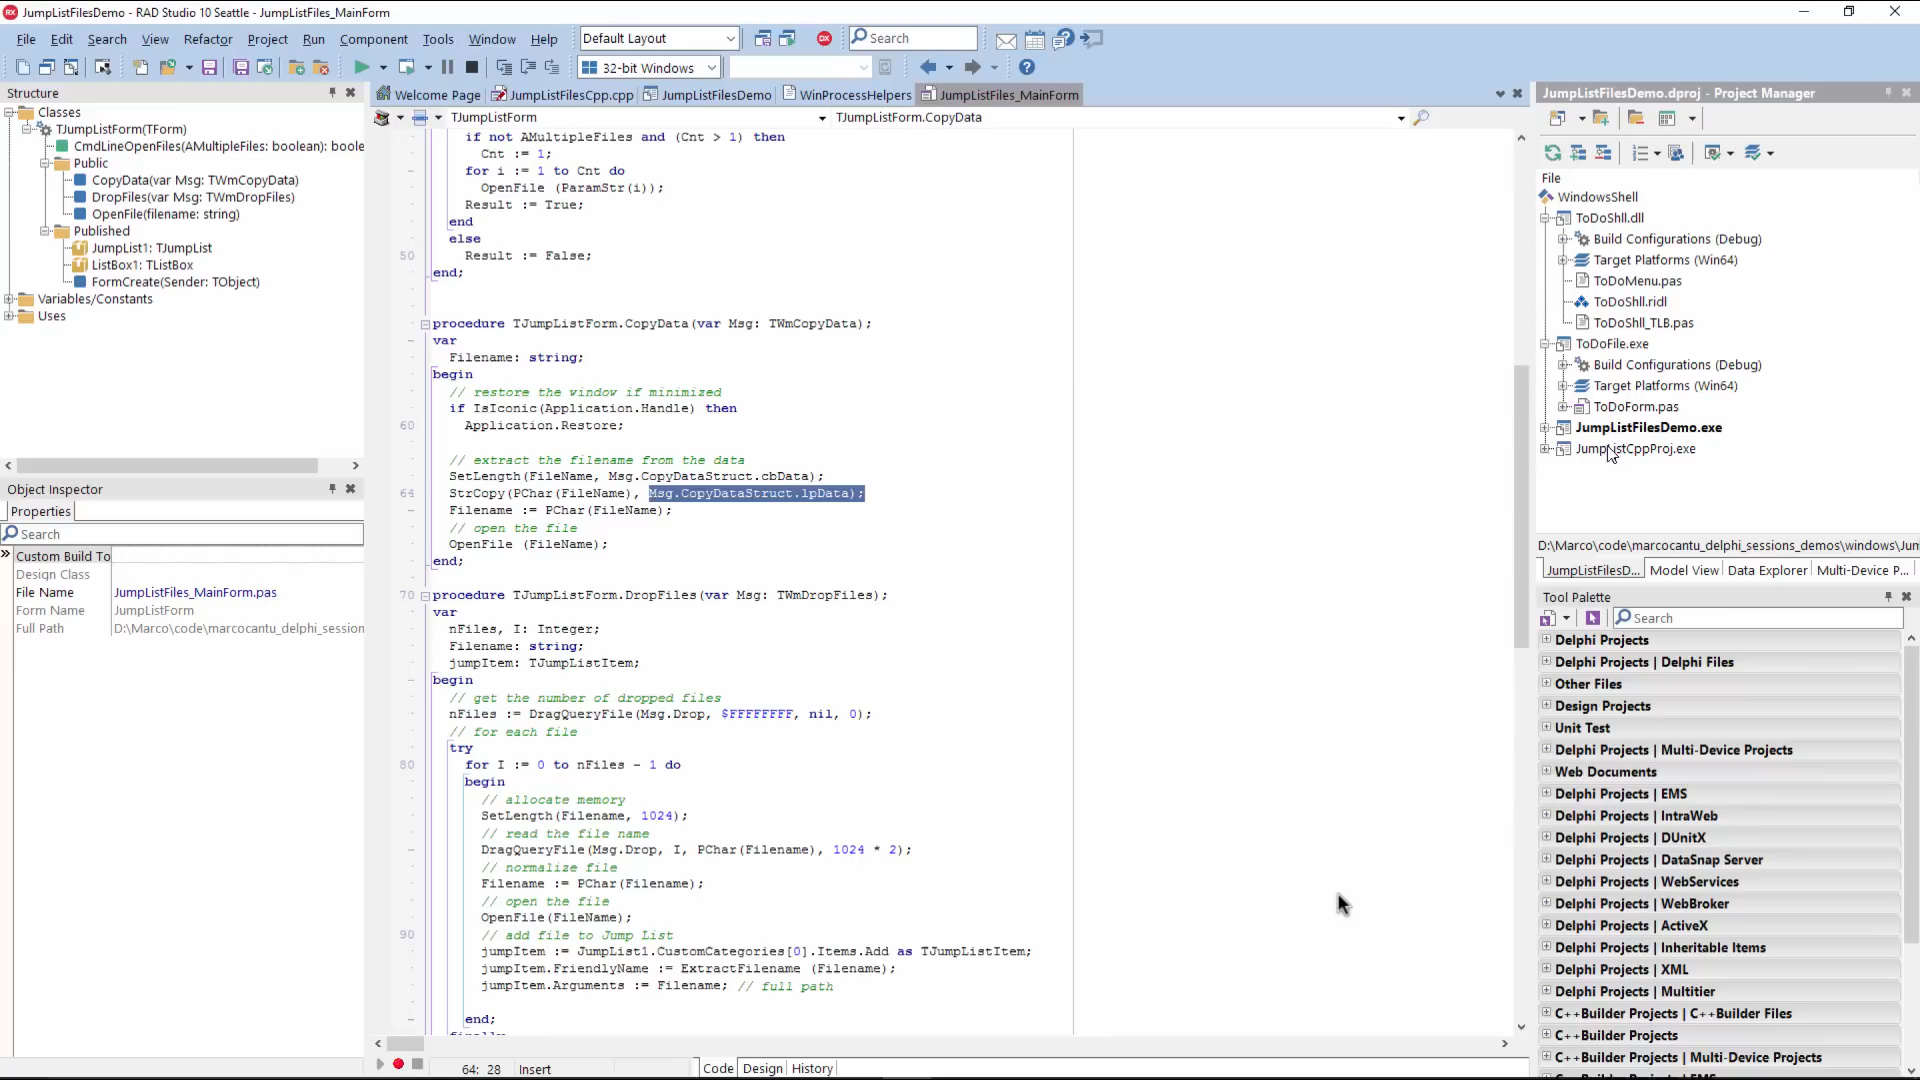 JumpListFilesDemo - RAD Studio 10 Seattle - JumpListFiles_MainForm
File Edit Search View Refactor Project Run Component Tools Window Help
Default Layout
Search
32-bit Windows
Structure
Classes
TJumpListForm(TForm)
CmdLineOpenFiles(AMultipleFiles: boolean): boole
Public
CopyData(var Msg: TWmCopyData)
DropFiles(var Msg: TWmDropFiles)
OpenFile(filename: string)
Published
JumpList1: TJumpList
ListBox1: TListBox
FormCreate(Sender: TObject)
Variables/Constants
Uses
Object Inspector
Properties
Search
Custom Build To
Design Class
File Name JumpListFiles_MainForm.pas
Form Name JumpListForm
Full Path D:\Marco\code\marcocantu_delphi_session
Welcome Page JumpListFilesCpp.cpp JumpListFilesDemo WinProcessHelpers JumpListFiles_MainForm
TJumpListForm TJumpListForm.CopyData
if not AMultipleFiles and (Cnt > 1) then
Cnt := 1;
for i := 1 to Cnt do
OpenFile (ParamStr(i));
Result := True;
end
else
50 Result := False;
end;
procedure TJumpListForm.CopyData(var Msg: TWmCopyData);
var
Filename: string;
begin
// restore the window if minimized
if IsIconic(Application.Handle) then
60 Application.Restore;
// extract the filename from the data
SetLength(FileName, Msg.CopyDataStruct.cbData);
64 StrCopy(PChar(FileName), Msg.CopyDataStruct.lpData);
Filename := PChar(FileName);
// open the file
OpenFile (FileName);
end;
70 procedure TJumpListForm.DropFiles(var Msg: TWmDropFiles);
var
nFiles, I: Integer;
Filename: string;
jumpItem: TJumpListItem;
begin
// get the number of dropped files
nFiles := DragQueryFile(Msg.Drop, $FFFFFFFF, nil, 0);
// for each file
try
80 for I := 0 to nFiles - 1 do
begin
// allocate memory
SetLength(Filename, 1024);
// read the file name
DragQueryFile(Msg.Drop, I, PChar(Filename), 1024 * 2);
// normalize file
Filename := PChar(Filename);
// open the file
OpenFile(FileName);
90 // add file to Jump List
jumpItem := JumpList1.CustomCategories[0].Items.Add as TJumpListItem;
jumpItem.FriendlyName := ExtractFilename (Filename);
jumpItem.Arguments := Filename; // full path
end;
64: 28 Insert
Code Design History
JumpListFilesDemo.dproj - Project Manager
File
WindowsShell
ToDoShll.dll
Build Configurations (Debug)
Target Platforms (Win64)
ToDoMenu.pas
ToDoShll.ridl
ToDoShll_TLB.pas
ToDoFile.exe
Build Configurations (Debug)
Target Platforms (Win64)
ToDoForm.pas
JumpListFilesDemo.exe
JumpListCppProj.exe
D:\Marco\code\marcocantu_delphi_sessions_demos\windows\Jum
JumpListFilesD... Model View Data Explorer Multi-Device P...
Tool Palette
Search
Delphi Projects
Delphi Projects | Delphi Files
Other Files
Design Projects
Unit Test
Delphi Projects | Multi-Device Projects
Web Documents
Delphi Projects | EMS
Delphi Projects | IntraWeb
Delphi Projects | DUnitX
Delphi Projects | DataSnap Server
Delphi Projects | WebServices
Delphi Projects | WebBroker
Delphi Projects | ActiveX
Delphi Projects | Inheritable Items
Delphi Projects | XML
Delphi Projects | Multitier
C++Builder Projects | C++Builder Files
C++Builder Projects
C++Builder Projects | Multi-Device Projects